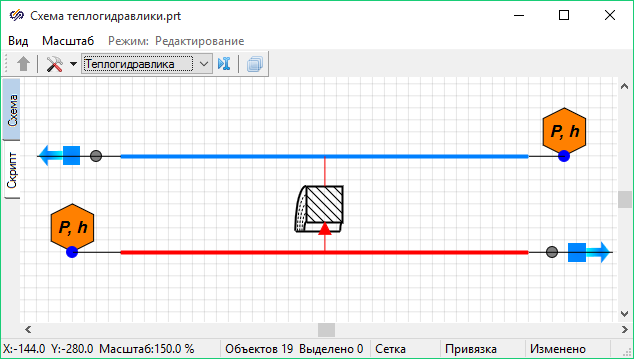 Схема теплогидравлики.prt
Вид Масштаб Режим: Редактирование
Теплогидравлика
Схема
Скрипт
P, h
P, h
X:-144.0 Y:-280.0 Масштаб:150.0 % Объектов 19 Выделено 0 Сетка Привязка Изменено